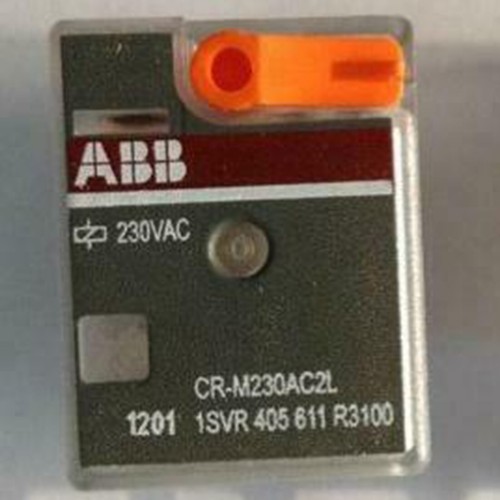 ABB
230VAC
CR-M230AC2L
1201 1SVR 405 611 R3100